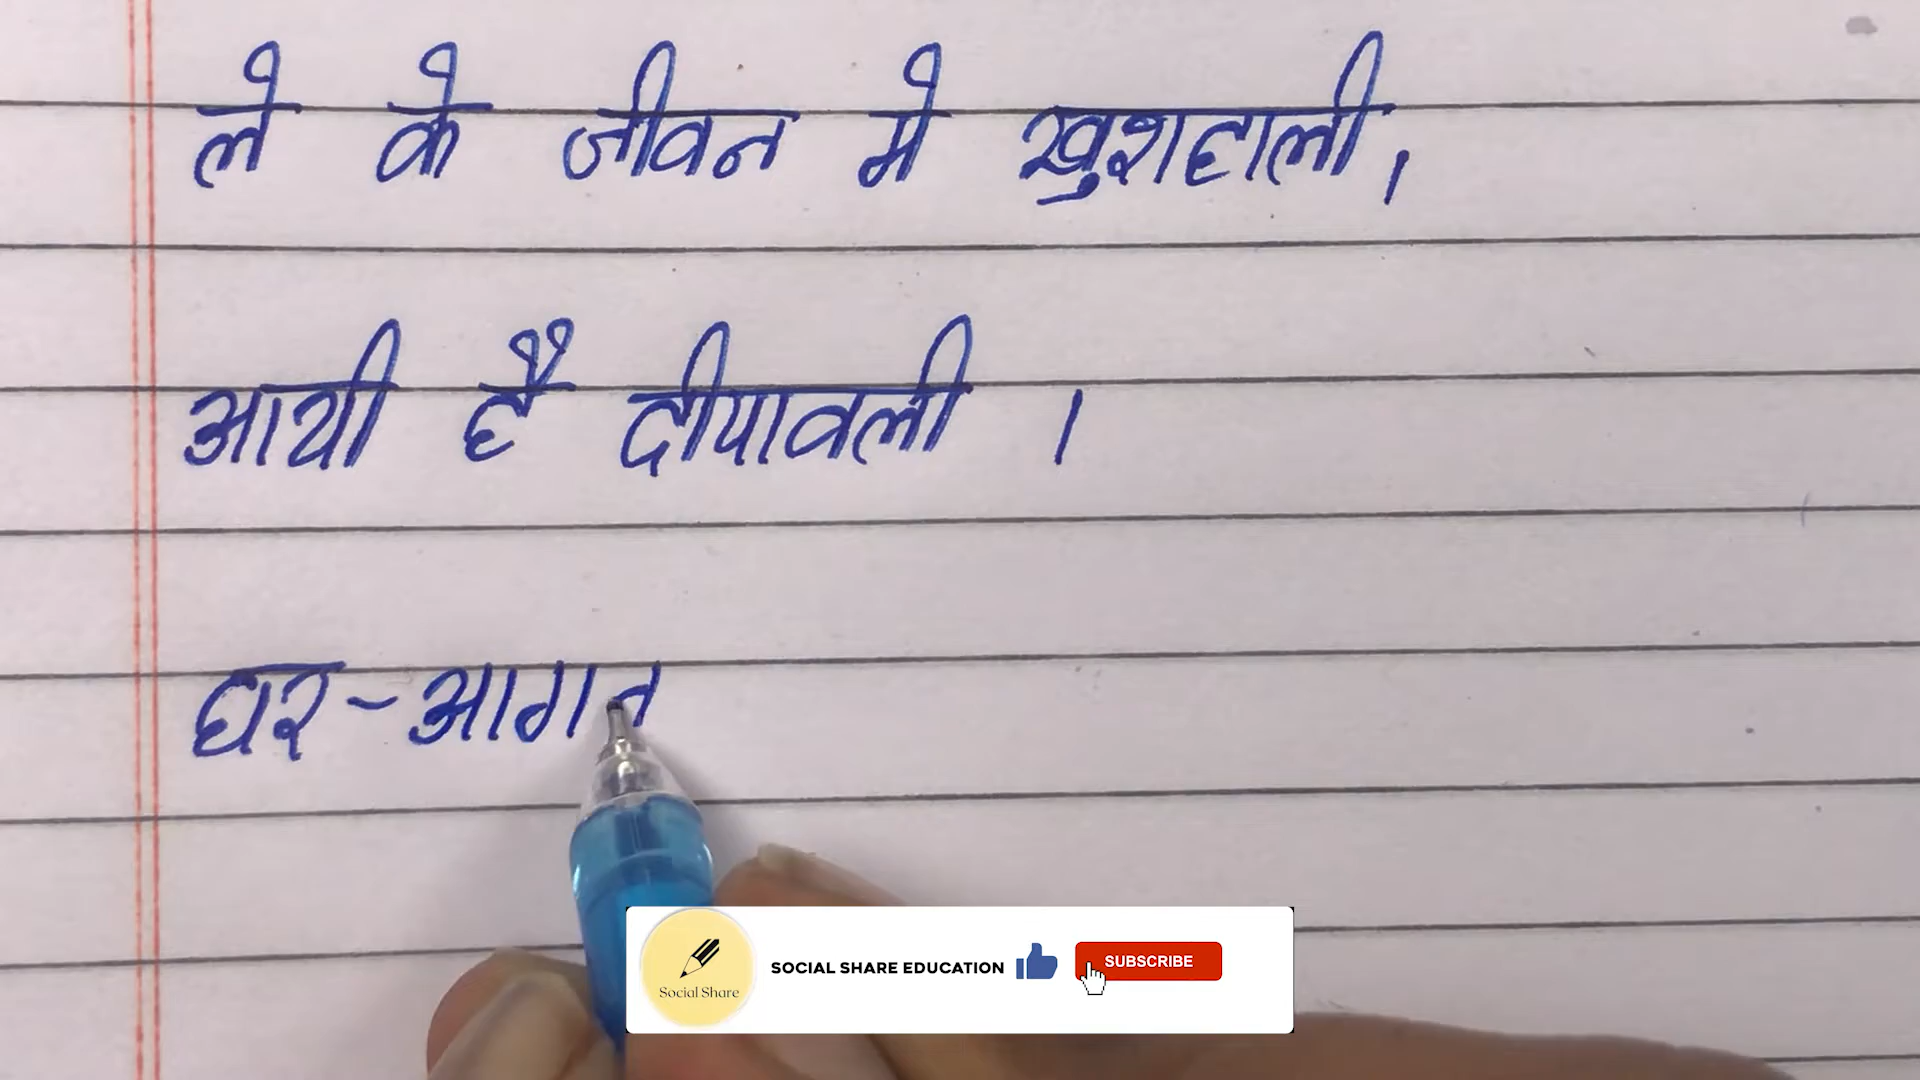 ले के जीवन मे खुशहाली,
आयी है दीपावली ।
घर-आगन
SOCIAL SHARE EDUCATION
SUBSCRIBE
Social Share